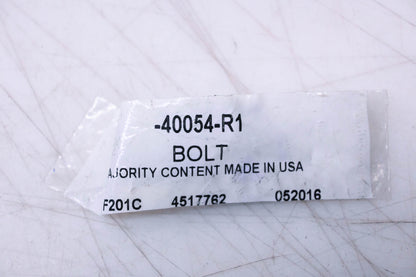 -40054-R1
BOLT
AJORITY CONTENT MADE IN USA
F201C 4517762 052016